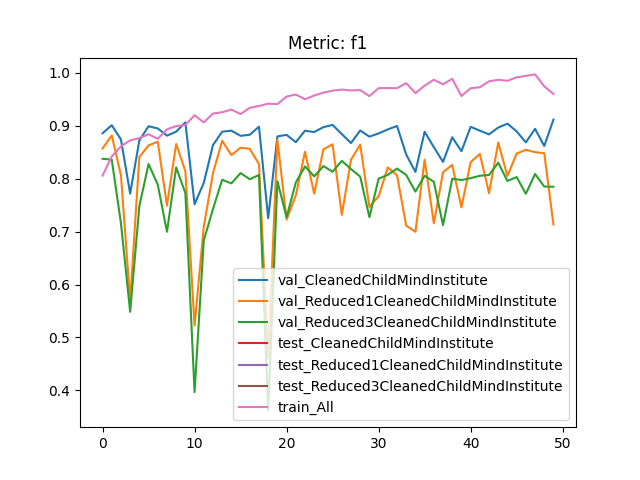 Metric: f1
1.0
0.9
0.8
0.7
0.6
0.5
0.4
val_CleanedChildMindInstitute
val_Reduced1CleanedChildMindInstitute
val_Reduced3CleanedChildMindInstitute
test_CleanedChildMindInstitute
test_Reduced1CleanedChildMindInstitute
test_Reduced3CleanedChildMindInstitute
train_All
0 10 20 30 40 50